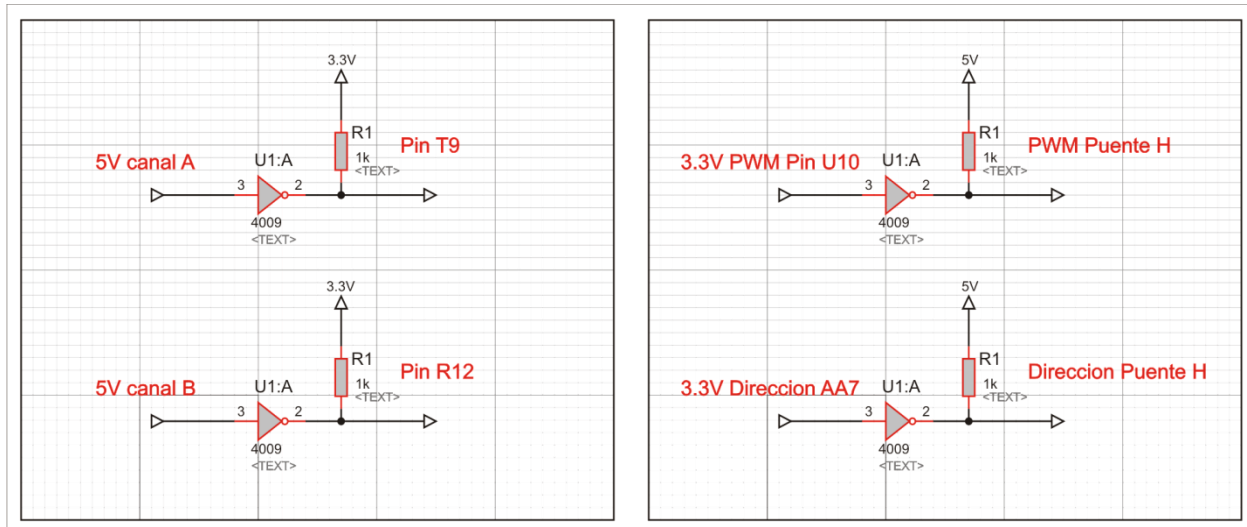 3.3V
R1
Pin T9
5V canal A
U1:A
1k
<TEXT>
3
2
4009
<TEXT>
3.3V
R1
Pin R12
5V canal B
U1:A
1k
<TEXT>
3
2
4009
<TEXT>
5V
R1
PWM Puente H
3.3V PWM Pin U10
U1:A
1k
<TEXT>
3
2
4009
<TEXT>
5V
R1
Direccion Puente H
3.3V Direccion AA7
U1:A
1k
<TEXT>
3
2
4009
<TEXT>